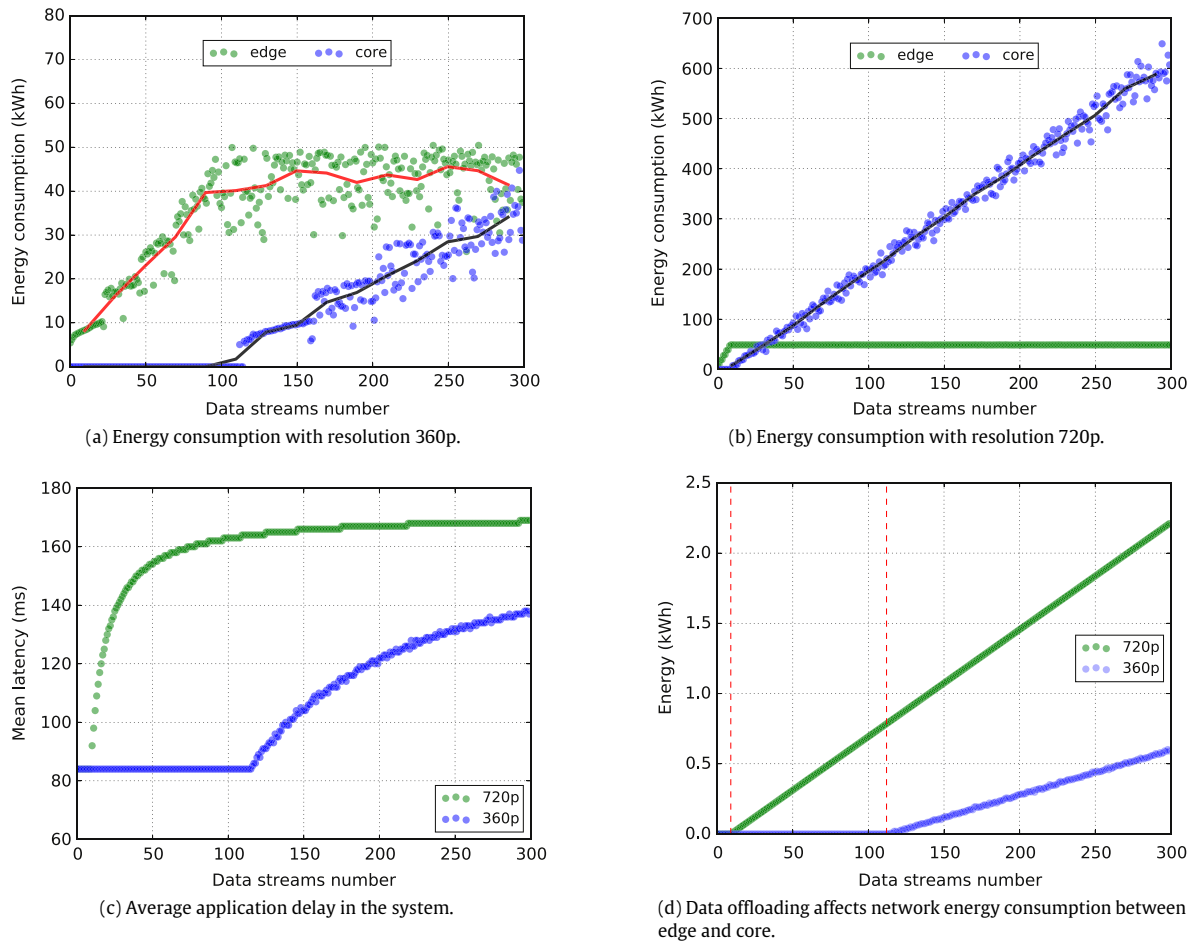 80
70
60
50
40
30
20
10
0
Energy consumption (kWh)
edge core
0 50 100 150 200 250 300
Data streams number
(a) Energy consumption with resolution 360p.
700
600
500
400
300
200
100
0
Energy consumption (kWh)
edge core
0 50 100 150 200 250 300
Data streams number
(b) Energy consumption with resolution 720p.
180
160
140
120
100
80
60
Mean latency (ms)
720p
360p
0 50 100 150 200 250 300
Data streams number
(c) Average application delay in the system.
2.5
2.0
1.5
1.0
0.5
0.0
Energy (kWh)
720p
360p
0 50 100 150 200 250 300
Data streams number
(d) Data offloading affects network energy consumption between
edge and core.